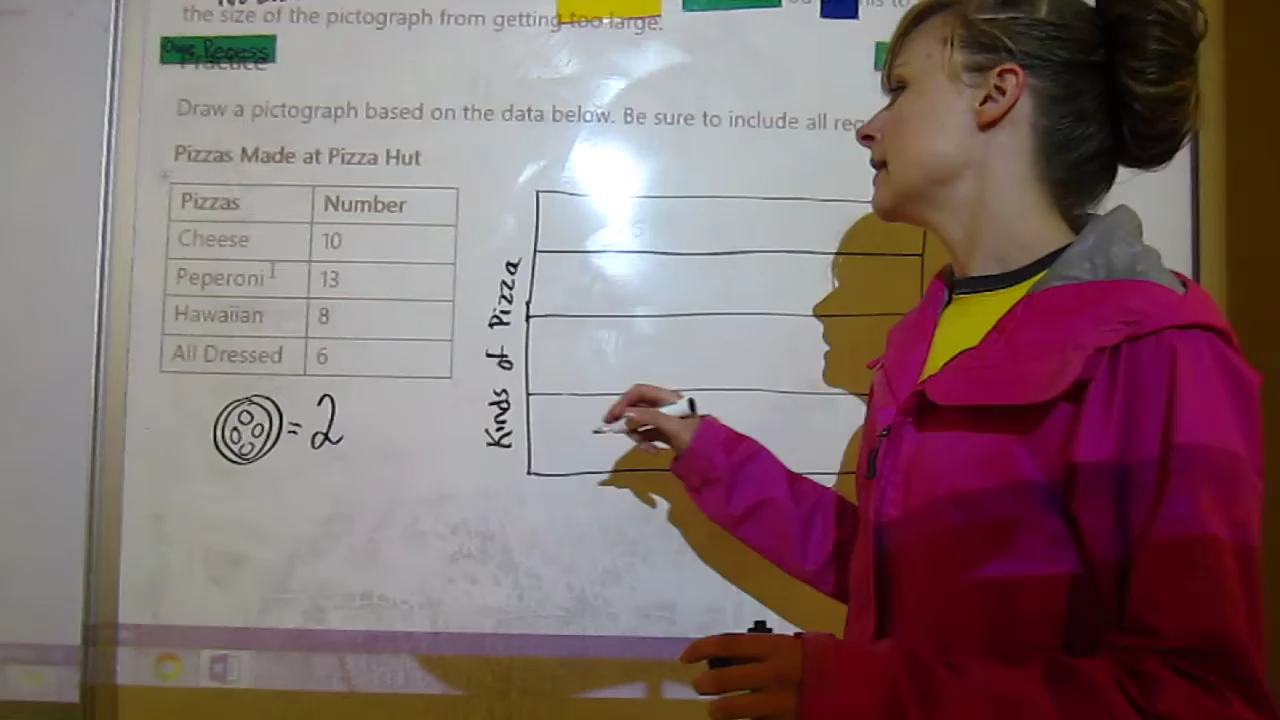 the size of the pictograph from getting too large.
Recess
Practice
Draw a pictograph based on the data below. Be sure to include all
Pizzas Made at Pizza Hut
Pizzas Number
Cheese 10
Peperoni 13
Hawaiian 8
All Dressed 6
= 2
Kinds of Pizza